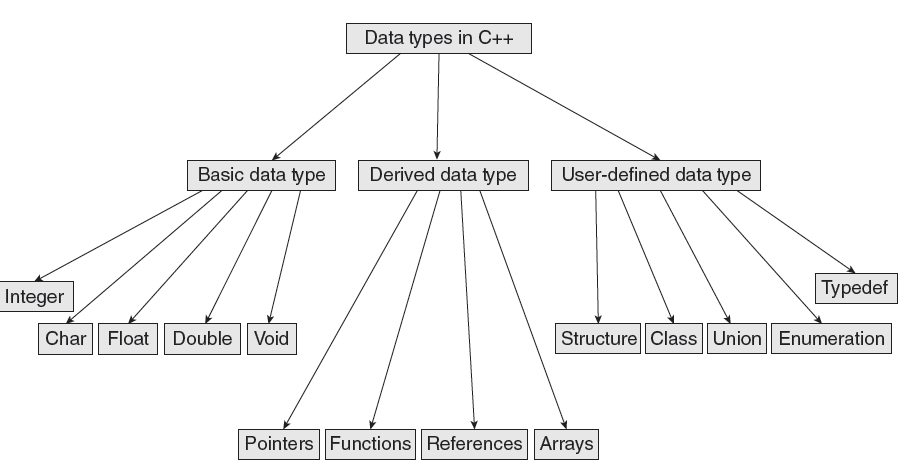 Data types in C++
Basic data type
Derived data type
User-defined data type
Integer
Char
Float
Double
Void
Structure
Class
Union
Enumeration
Typedef
Pointers
Functions
References
Arrays